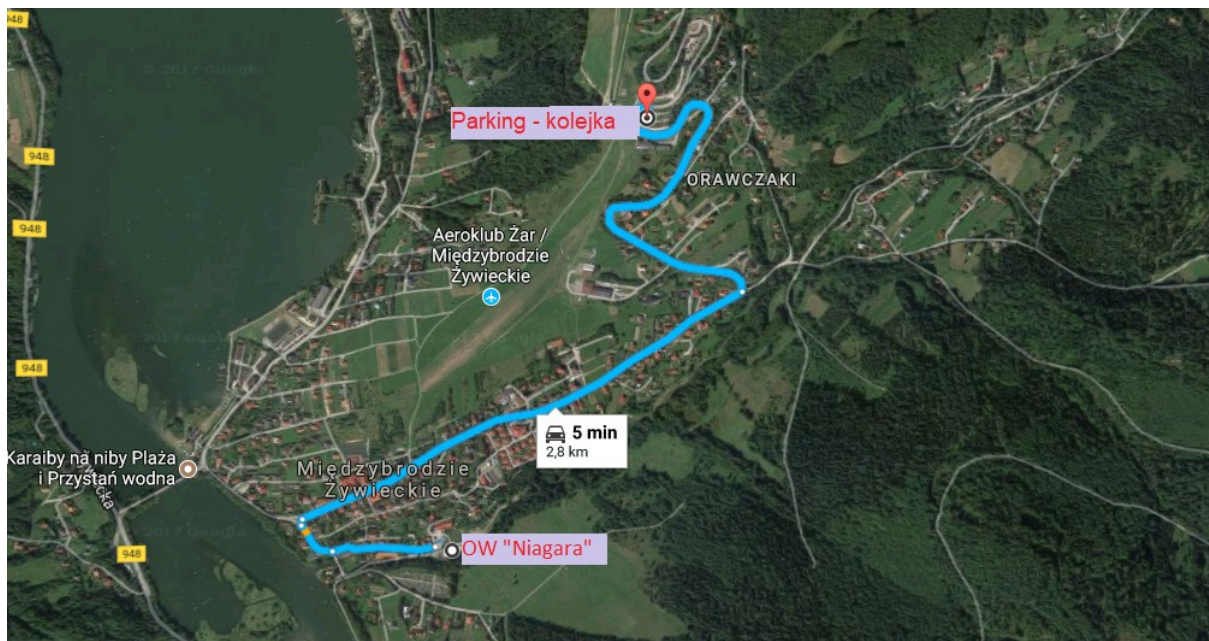 948
© 2017 Google
Parking - kolejka
948
ORAWCZAKI
948
Aeroklub Żar /
Międzybrodzie
Żywieckie
948
5 min
2,8 km
Karaiby na niby Plaża
i Przystań wodna
Międzybrodzie
Żywieckie
2017 Google
948
OW "Niagara"